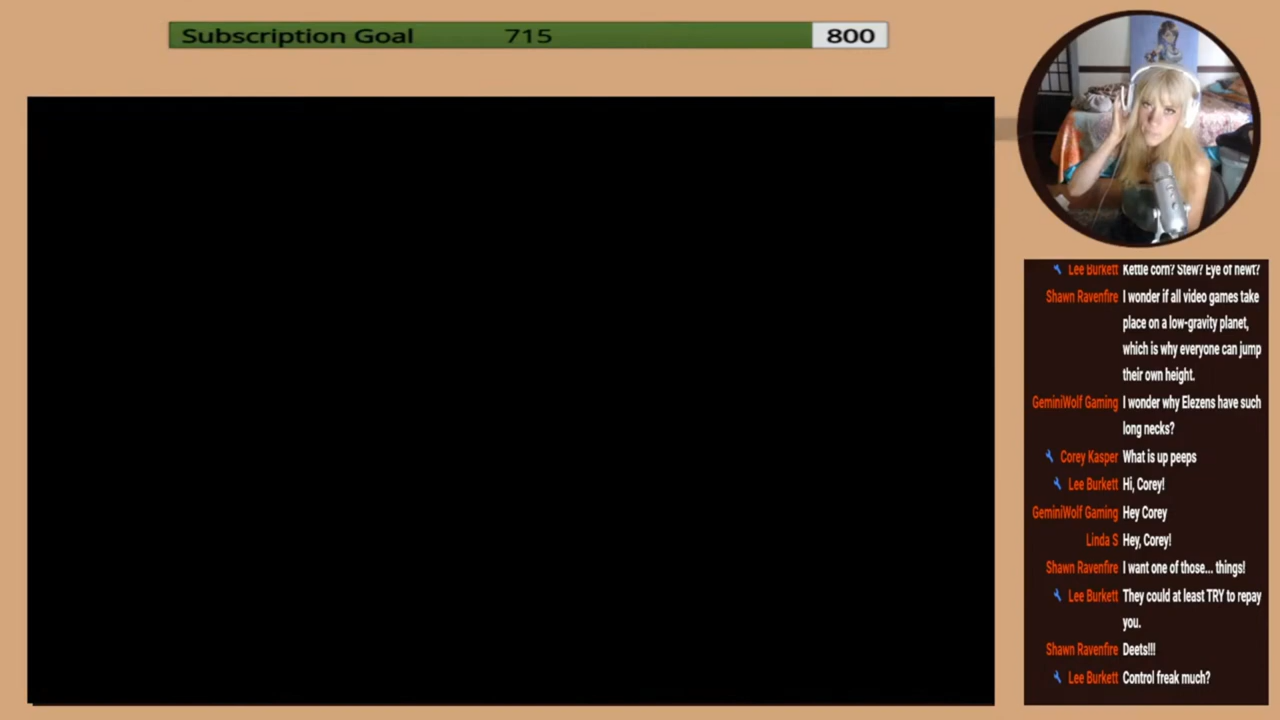 Subscription Goal 715 800
Lee Burkett Kettle corn? Stew? Eye of newt?
Shawn Ravenfire I wonder if all video games take
place on a low-gravity planet,
which is why everyone can jump
their own height.
GeminiWolf Gaming I wonder why Elezens have such
long necks?
Corey Kasper What is up peeps
Lee Burkett Hi, Corey!
GeminiWolf Gaming Hey Corey
Linda S Hey, Corey!
Shawn Ravenfire I want one of those... things!
Lee Burkett They could at least TRY to repay
you.
Shawn Ravenfire Deets!!!
Lee Burkett Control freak much?